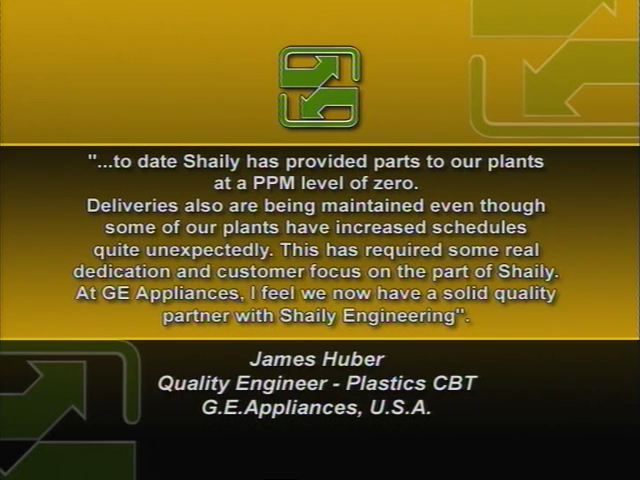 "...to date Shaily has provided parts to our plants
at a PPM level of zero.
Deliveries also are being maintained even though
some of our plants have increased schedules
quite unexpectedly. This has required some real
dedication and customer focus on the part of Shaily.
At GE Appliances, I feel we now have a solid quality
partner with Shaily Engineering".
James Huber
Quality Engineer - Plastics CBT
G.E.Appliances, U.S.A.